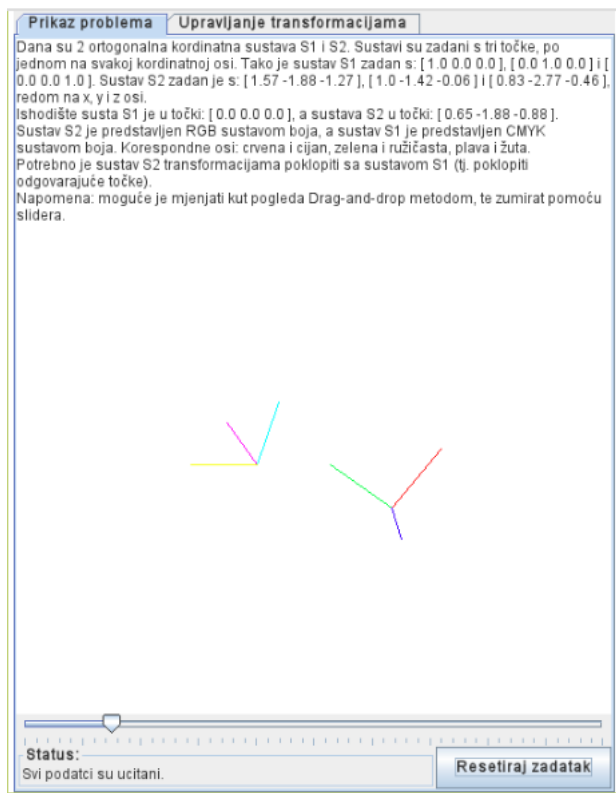 Prikaz problema
Upravljanje transformacijama
Dana su 2 ortogonalna kordinatna sustava S1 i S2. Sustavi su zadani s tri točke, po
jednom na svakoj kordinatnoj osi. Tako je sustav S1 zadan s: [ 1.0 0.0 0.0 ], [ 0.0 1.0 0.0 ] i [
0.0 0.0 1.0 ]. Sustav S2 zadan je s: [ 1.57 -1.88 -1.27 ], [ 1.0 -1.42 -0.06 ] i [ 0.83 -2.77 -0.46 ],
redom na x, y i z osi.
Ishodište susta S1 je u točki: [ 0.0 0.0 0.0 ], a sustava S2 u točki: [ 0.65 -1.88 -0.88 ].
Sustav S2 je predstavljen RGB sustavom boja, a sustav S1 je predstavljen CMYK
sustavom boja. Korespondne osi: crvena i cijan, zelena i ružičasta, plava i žuta.
Potrebno je sustav S2 transformacijama poklopiti sa sustavom S1 (tj. poklopiti
odgovarajuće točke).
Napomena: moguće je mjenjati kut pogleda Drag-and-drop metodom, te zumirat pomoću
slidera.
Status:
Svi podatci su ucitani.
Resetiraj zadatak